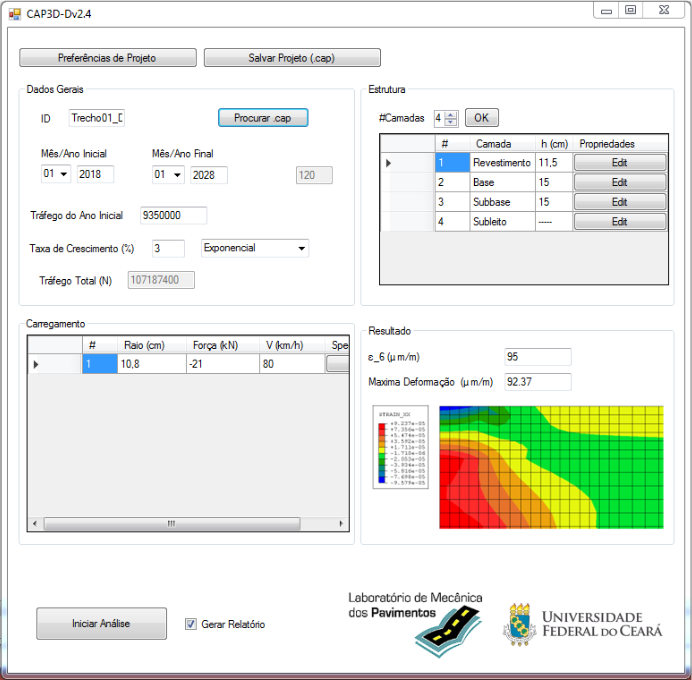 CAP3D-Dv2.4
Preferências de Projeto
Salvar Projeto (.cap)
Dados Gerais
ID
Trecho01_D
Procurar .cap
Mês/Ano Inicial
Mês/Ano Final
01
2018
01
2028
120
Tráfego do Ano Inicial
9350000
Taxa de Crescimento (%)
3
Exponencial
Tráfego Total (N)
107187400
Estrutura
#Camadas
4
OK
# Camada h (cm) Propriedades
1 Revestimento 11,5 Edit
2 Base 15 Edit
3 Subbase 15 Edit
4 Subleito ----- Edit
Carregamento
# Raio (cm) Força (kN) V (km/h) Spe
1 10,8 -21 80
Resultado
ε_6 (μ m/m)
95
Maxima Deformação (μ m/m)
92.37
STRAIN_XX
+9.237e-05
+7.356e-05
+5.474e-05
+3.592e-05
+1.711e-05
-1.710e-06
-2.053e-05
-3.934e-05
-5.816e-05
-7.698e-05
-9.579e-05
Iniciar Análise
Gerar Relatório
Laboratório de Mecânica
dos Pavimentos
UNIVERSIDADE
FEDERAL DO CEARÁ